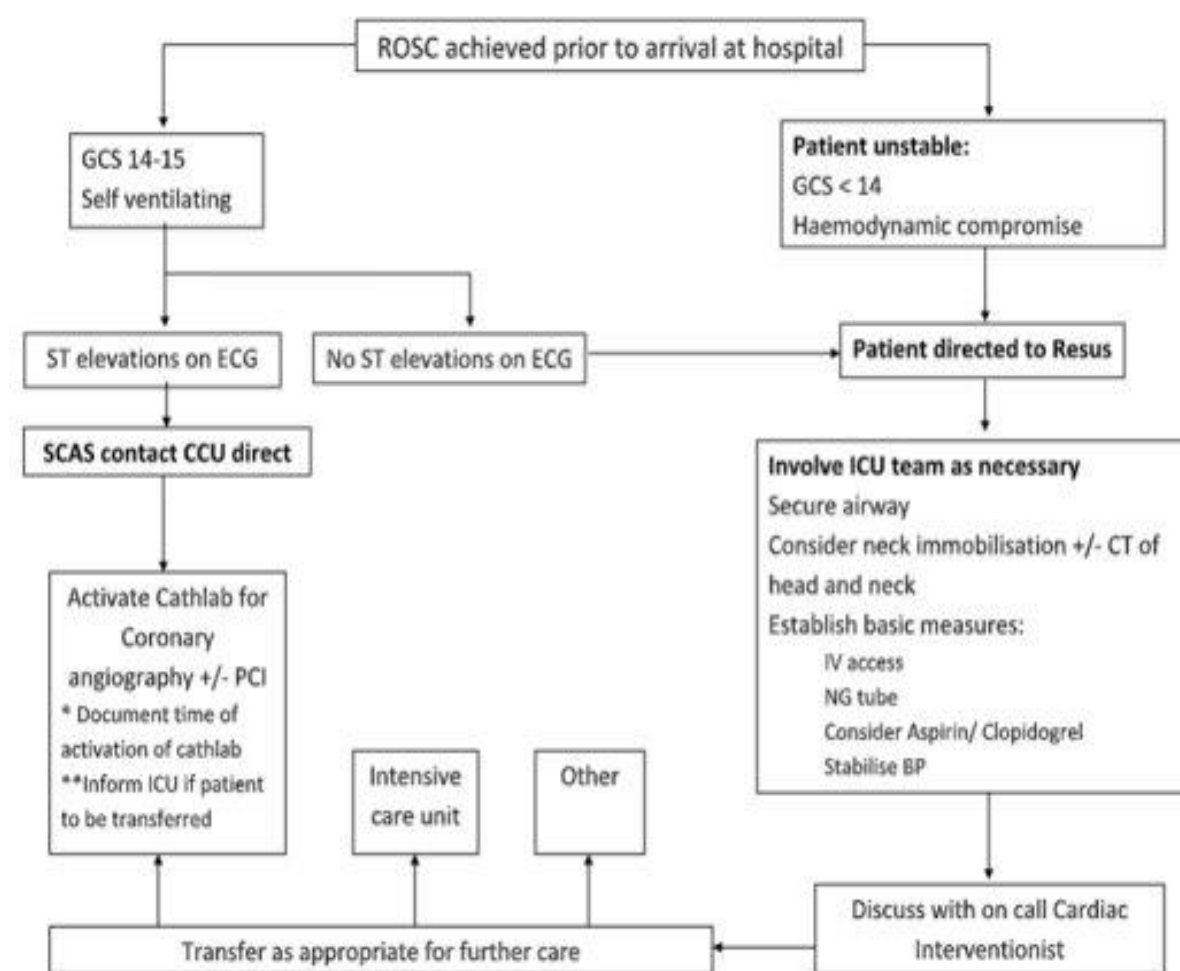 ROSC achieved prior to arrival at hospital
GCS 14-15
Self ventilating
Patient unstable:
GCS < 14
Haemodynamic compromise
ST elevations on ECG
No ST elevations on ECG
Patient directed to Resus
SCAS contact CCU direct
Involve ICU team as necessary
Secure airway
Consider neck immobilisation +/- CT of
head and neck
Establish basic measures:
IV access
NG tube
Consider Aspirin/ Clopidogrel
Stabilise BP
Activate Cathlab for
Coronary
angiography +/- PCI
* Document time of
activation of cathlab
**Inform ICU if patient
to be transferred
Intensive
care unit
Other
Discuss with on call Cardiac
Interventionist
Transfer as appropriate for further care